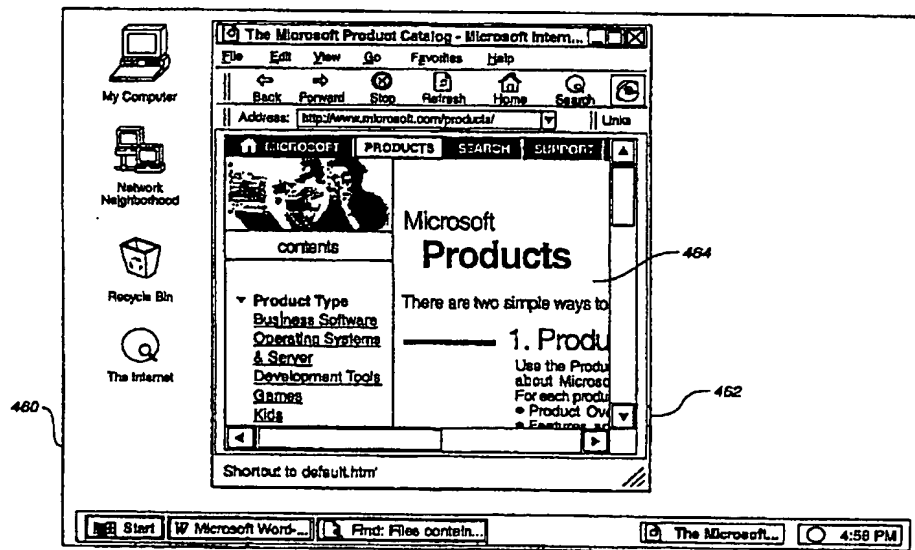 My Computer
Network
Neighborhood
Recycle Bin
The Internet
460
The Microsoft Product Catalog - Microsoft Intern...
File Edit View Go Favorites Help
Back Forward Stop Refresh Home Search
Address: http://www.microsoft.com/products/ Links
MICROSOFT PRODUCTS SEARCH SUPPORT
contents
Product Type
Business Software
Operating Systems
& Server
Development Tools
Games
Kids
Microsoft
Products
There are two simple ways to
1. Produ
Use the Produ
about Microso
For each produ
• Product Ov
• Features
464
462
Shortcut to default.htm'
Start Microsoft Word-... Find: Files contain... The Microsoft... 4:58 PM